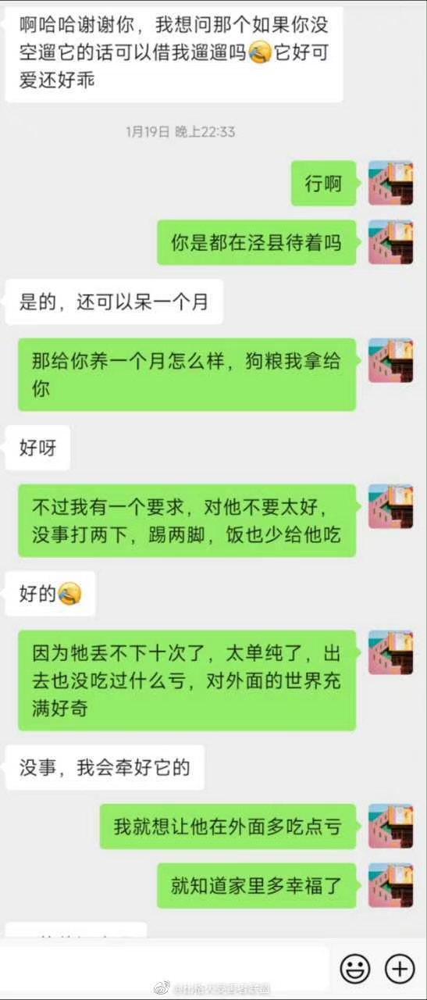 啊哈哈谢谢你，我想问那个如果你没
空遛它的话可以借我遛遛吗🤣它好可
爱还好乖
1月19日 晚上22:33
行啊
你是都在泾县待着吗
是的，还可以呆一个月
那给你养一个月怎么样，狗粮我拿给
你
好呀
不过我有一个要求，对他不要太好，
没事打两下，踢两脚，饭也少给他吃
好的🤣
因为牠丢不下十次了，太单纯了，出
去也没吃过什么亏，对外面的世界充
满好奇
没事，我会牵好它的
我就想让他在外面多吃点亏
就知道家里多幸福了